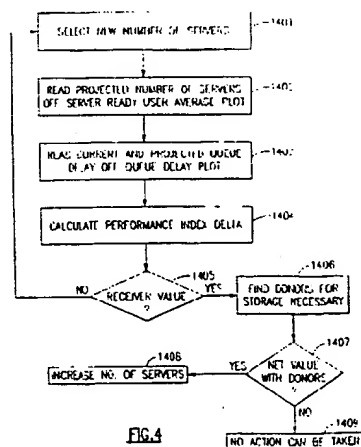 SELECT NEW NUMBER OF SERVERS
1401
READ PROJECTED NUMBER OF SERVERS
OFF SERVER READY USER AVERAGE PLOT
READ CURRENT AND PROJECTED QUEUE
DELAY OFF QUEUE DELAY PLOT
CALCULATE PERFORMANCE INDEX DELTA
1404
NO
RECEIVER VALUE
?
1405
YES
1406
FIND DONORS FOR
STORAGE NECESSARY
1407
NET VALUE
WITH DONORS
?
YES
1408
INCREASE NO. OF SERVERS
NO
1409
NO ACTION CAN BE TAKEN
FIG.4